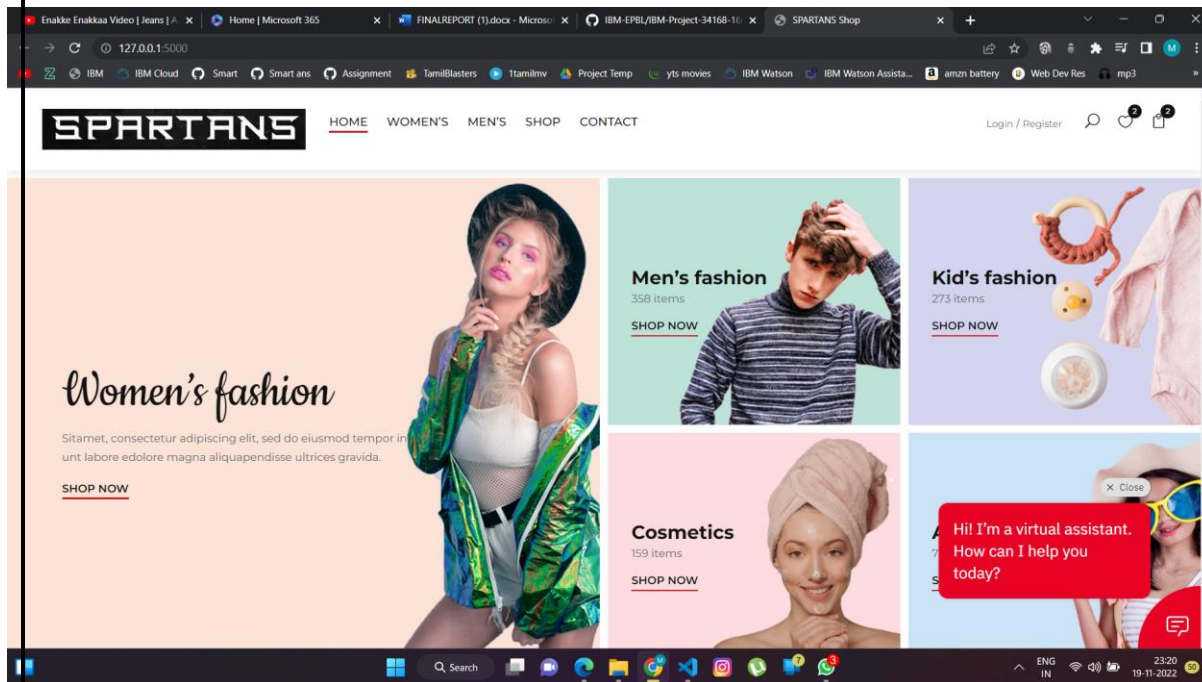 Enakke Enakkaa Video | Jeans | A
Home | Microsoft 365
FINALREPORT (1).docx - Microso
IBM-EPBL/IBM-Project-34168-16
SPARTANS Shop
127.0.0.1:5000
IBM
IBM Cloud
Smart
Smart ans
Assignment
TamilBlasters
1tamilmv
Project Temp
yts movies
IBM Watson
IBM Watson Assista...
amzn battery
Web Dev Res
mp3
SPARTANS
HOME WOMEN'S MEN'S SHOP CONTACT
Login / Register
2
2
Women's fashion
Sitamet, consectetur adipiscing elit, sed do eiusmod tempor in
unt labore edolore magna aliquapendisse ultrices gravida.
SHOP NOW
Men's fashion
358 items
SHOP NOW
Kid's fashion
273 items
SHOP NOW
Cosmetics
159 items
SHOP NOW
Close
Hi! I'm a virtual assistant.
How can I help you
today?
Search
7
3
ENG
IN
23:20
19-11-2022
50